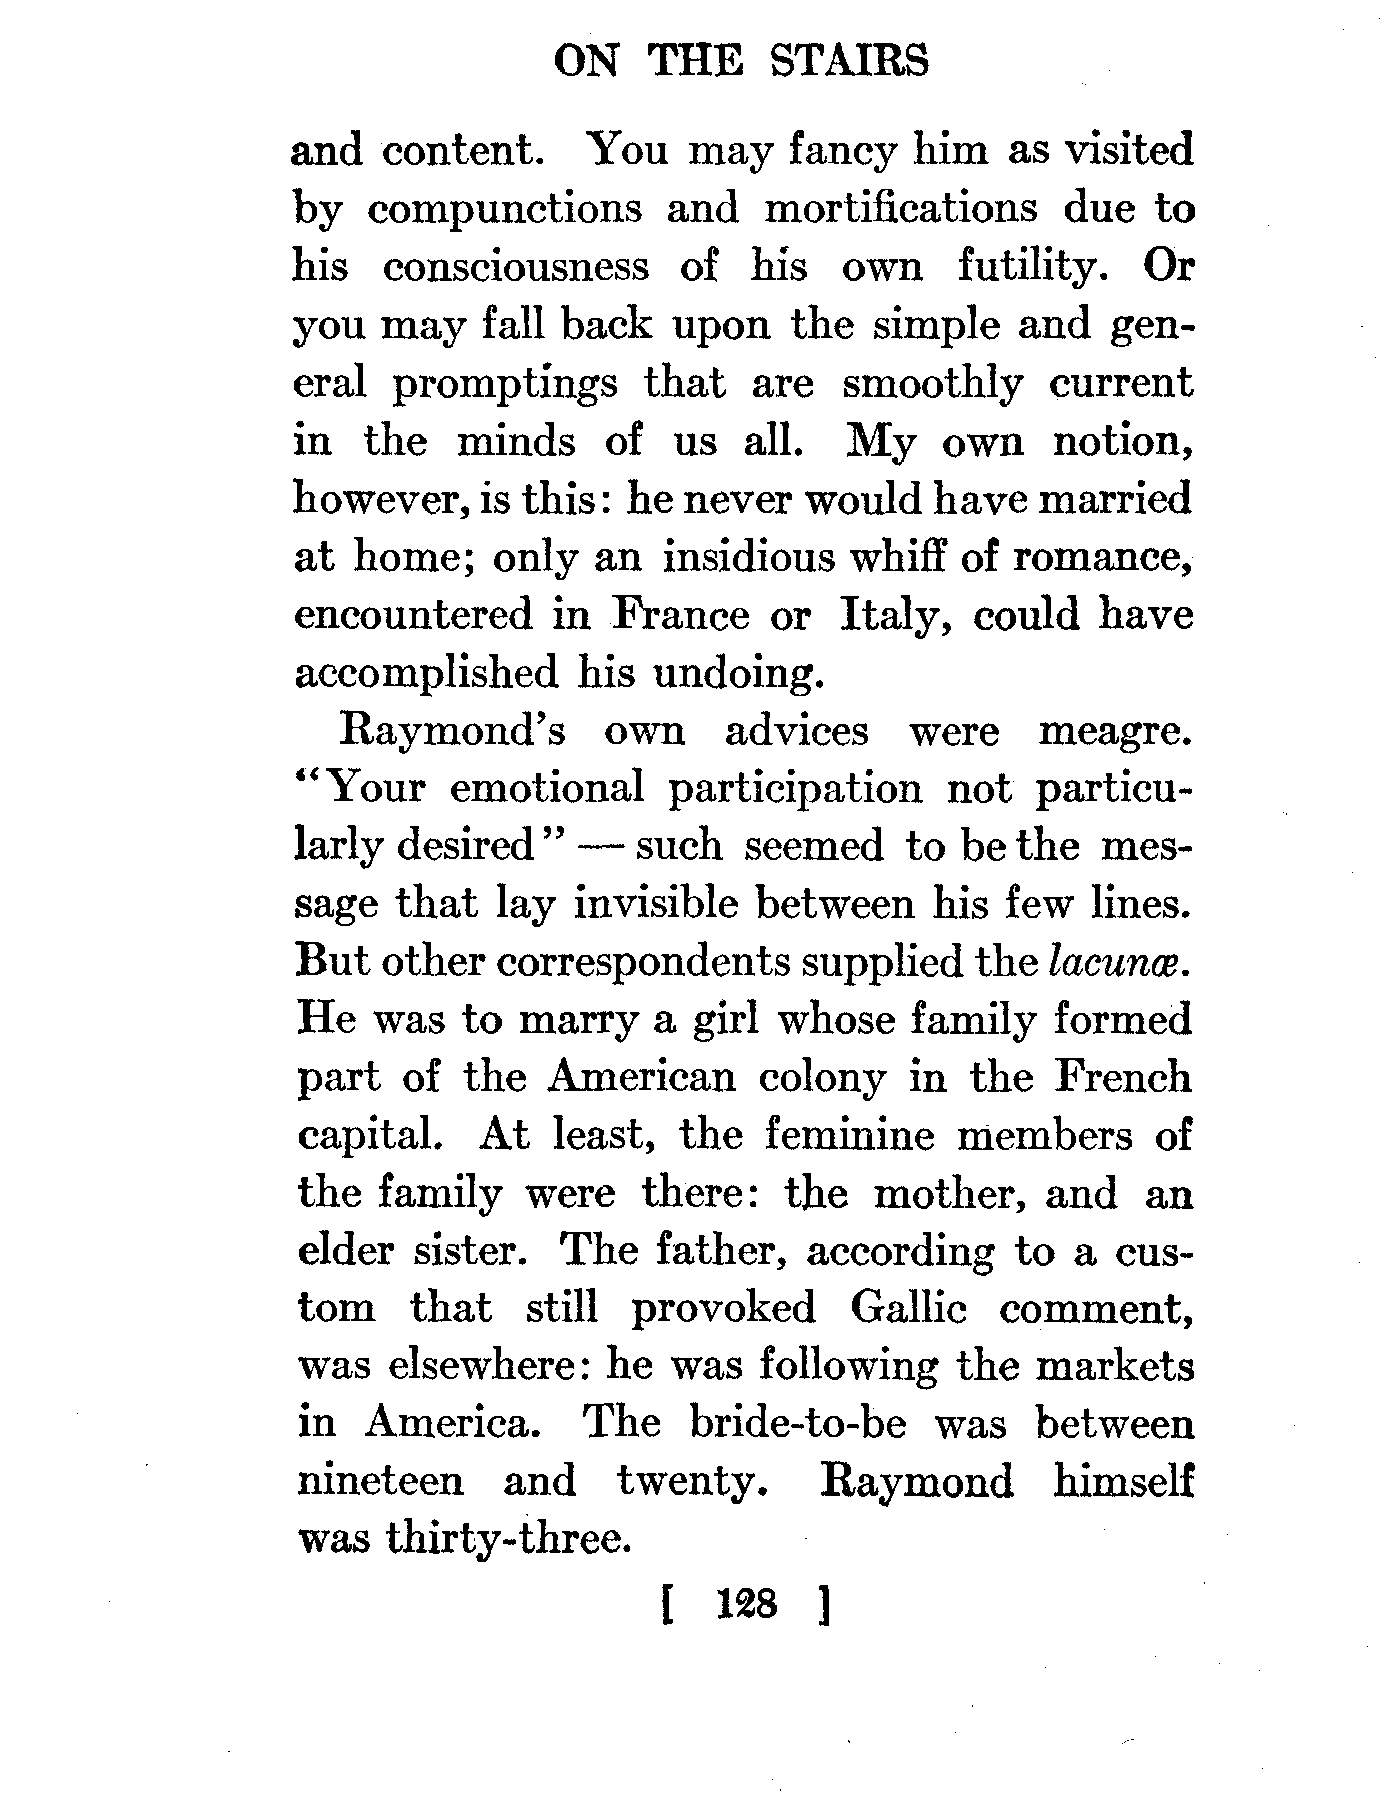 ON THE STAIRS
and content. You may fancy him as visited
by compunctions and mortifications due to
his consciousness of his own futility. Or
you may fall back upon the simple and gen-
eral promptings that are smoothly current
in the minds of us all. My own notion,
however, is this: he never would have married
at home; only an insidious whiff of romance,
encountered in France or Italy, could have
accomplished his undoing.
Raymond's own advices were meagre.
“Your emotional participation not particu-
larly desired” — such seemed to be the mes-
sage that lay invisible between his few lines.
But other correspondents supplied the lacunæ.
He was to marry a girl whose family formed
part of the American colony in the French
capital. At least, the feminine members of
the family were there: the mother, and an
elder sister. The father, according to a cus-
tom that still provoked Gallic comment,
was elsewhere: he was following the markets
in America. The bride-to-be was between
nineteen and twenty. Raymond himself
was thirty-three.
[ 128 ]